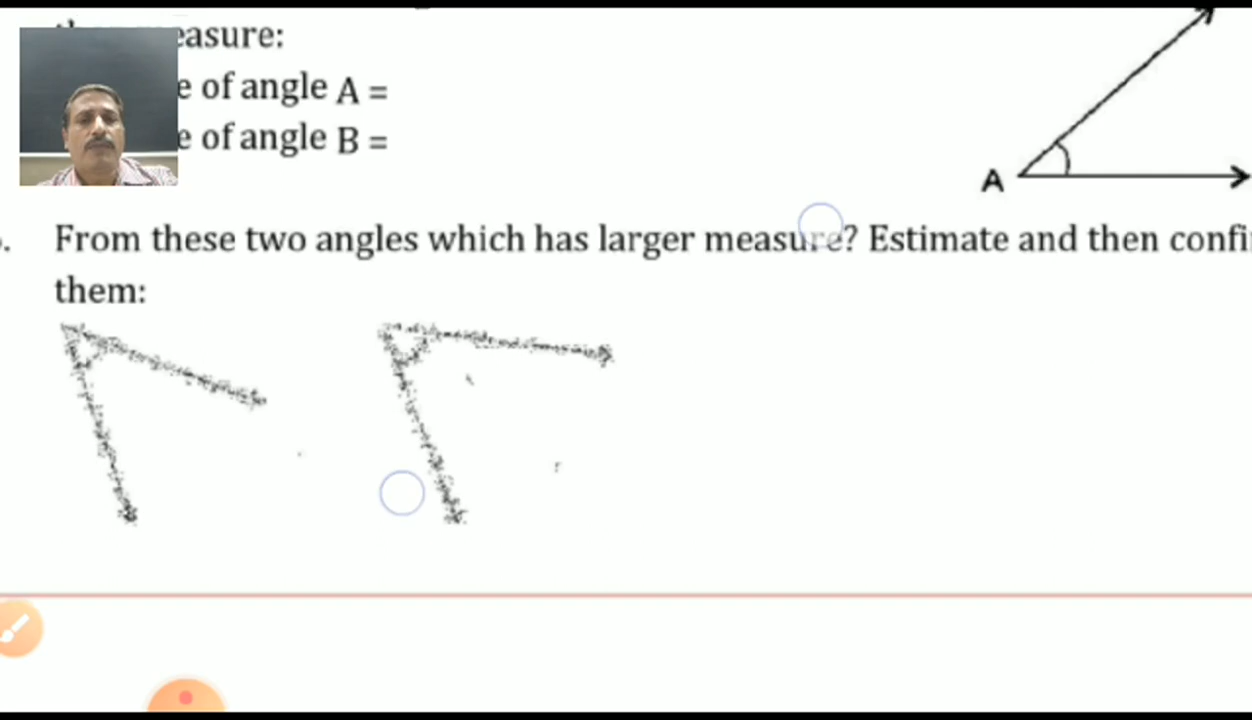 easure:
e of angle A =
e of angle B =
A
. From these two angles which has larger measure? Estimate and then confi
them: